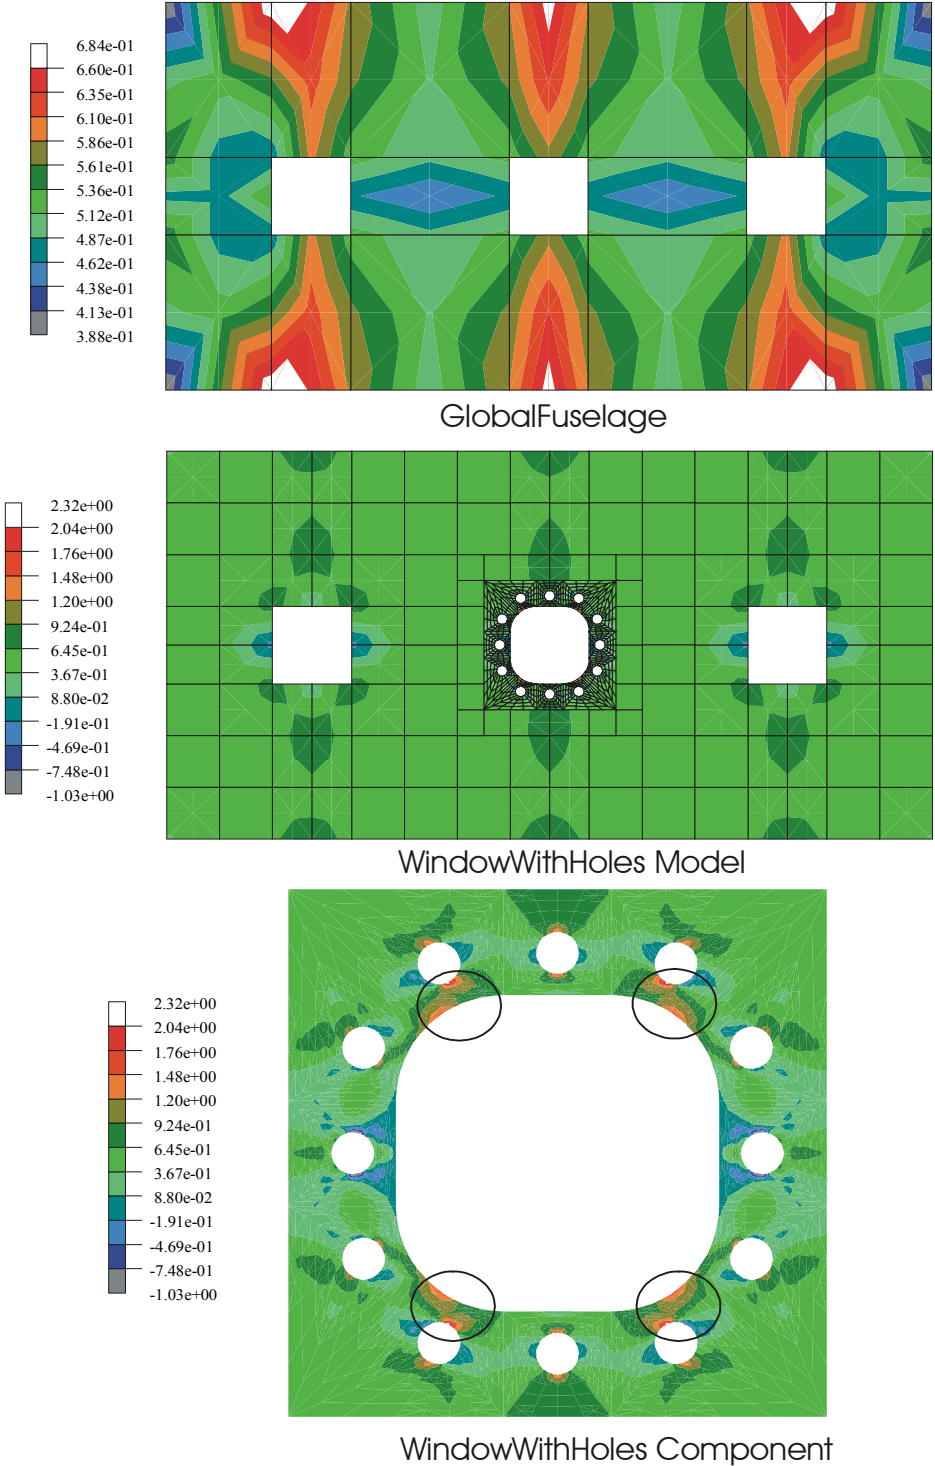 6.84e-01
6.60e-01
6.35e-01
6.10e-01
5.86e-01
5.61e-01
5.36e-01
5.12e-01
4.87e-01
4.62e-01
4.38e-01
4.13e-01
3.88e-01
GlobalFuselage
2.32e+00
2.04e+00
1.76e+00
1.48e+00
1.20e+00
9.24e-01
6.45e-01
3.67e-01
8.80e-02
-1.91e-01
-4.69e-01
-7.48e-01
-1.03e+00
WindowWithHoles Model
2.32e+00
2.04e+00
1.76e+00
1.48e+00
1.20e+00
9.24e-01
6.45e-01
3.67e-01
8.80e-02
-1.91e-01
-4.69e-01
-7.48e-01
-1.03e+00
WindowWithHoles Component